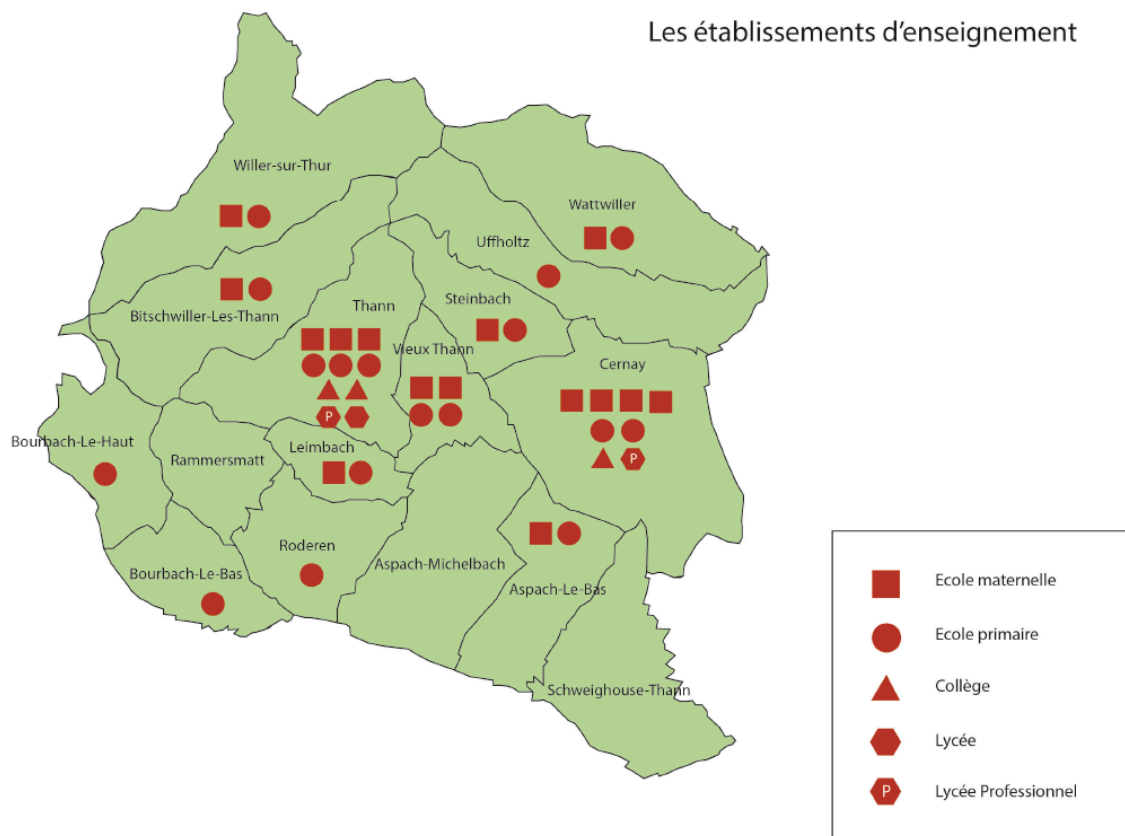 Les établissements d'enseignement
Willer-sur-Thur
Wattwiller
Uffholtz
Bitschwiller-Les-Thann
Thann
Steinbach
Vieux Thann
Cernay
P
Bourbach-Le-Haut
Rammersmatt
Leimbach
P
Roderen
Bourbach-Le-Bas
Aspach-Michelbach
Aspach-Le-Bas
Schweighouse-Thann
Ecole maternelle
Ecole primaire
Collège
Lycée
P Lycée Professionnel